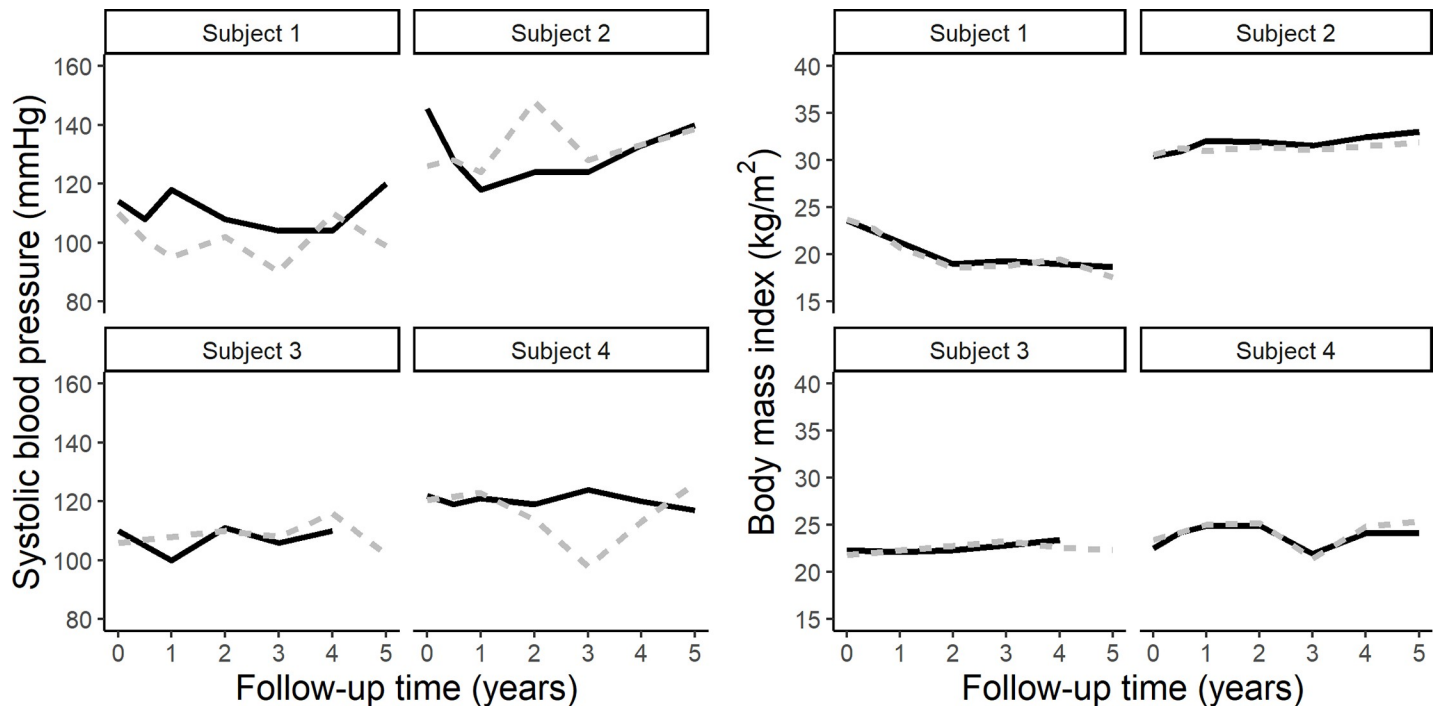 Systolic blood pressure (mmHg)
Subject 1
Subject 2
160
140
120
100
80
Subject 3
Subject 4
160
140
120
100
80
0 1 2 3 4 5
0 1 2 3 4 5
Follow-up time (years)
Body mass index (kg/m²)
Subject 1
Subject 2
40
35
30
25
20
15
Subject 3
Subject 4
40
35
30
25
20
15
0 1 2 3 4 5
0 1 2 3 4 5
Follow-up time (years)